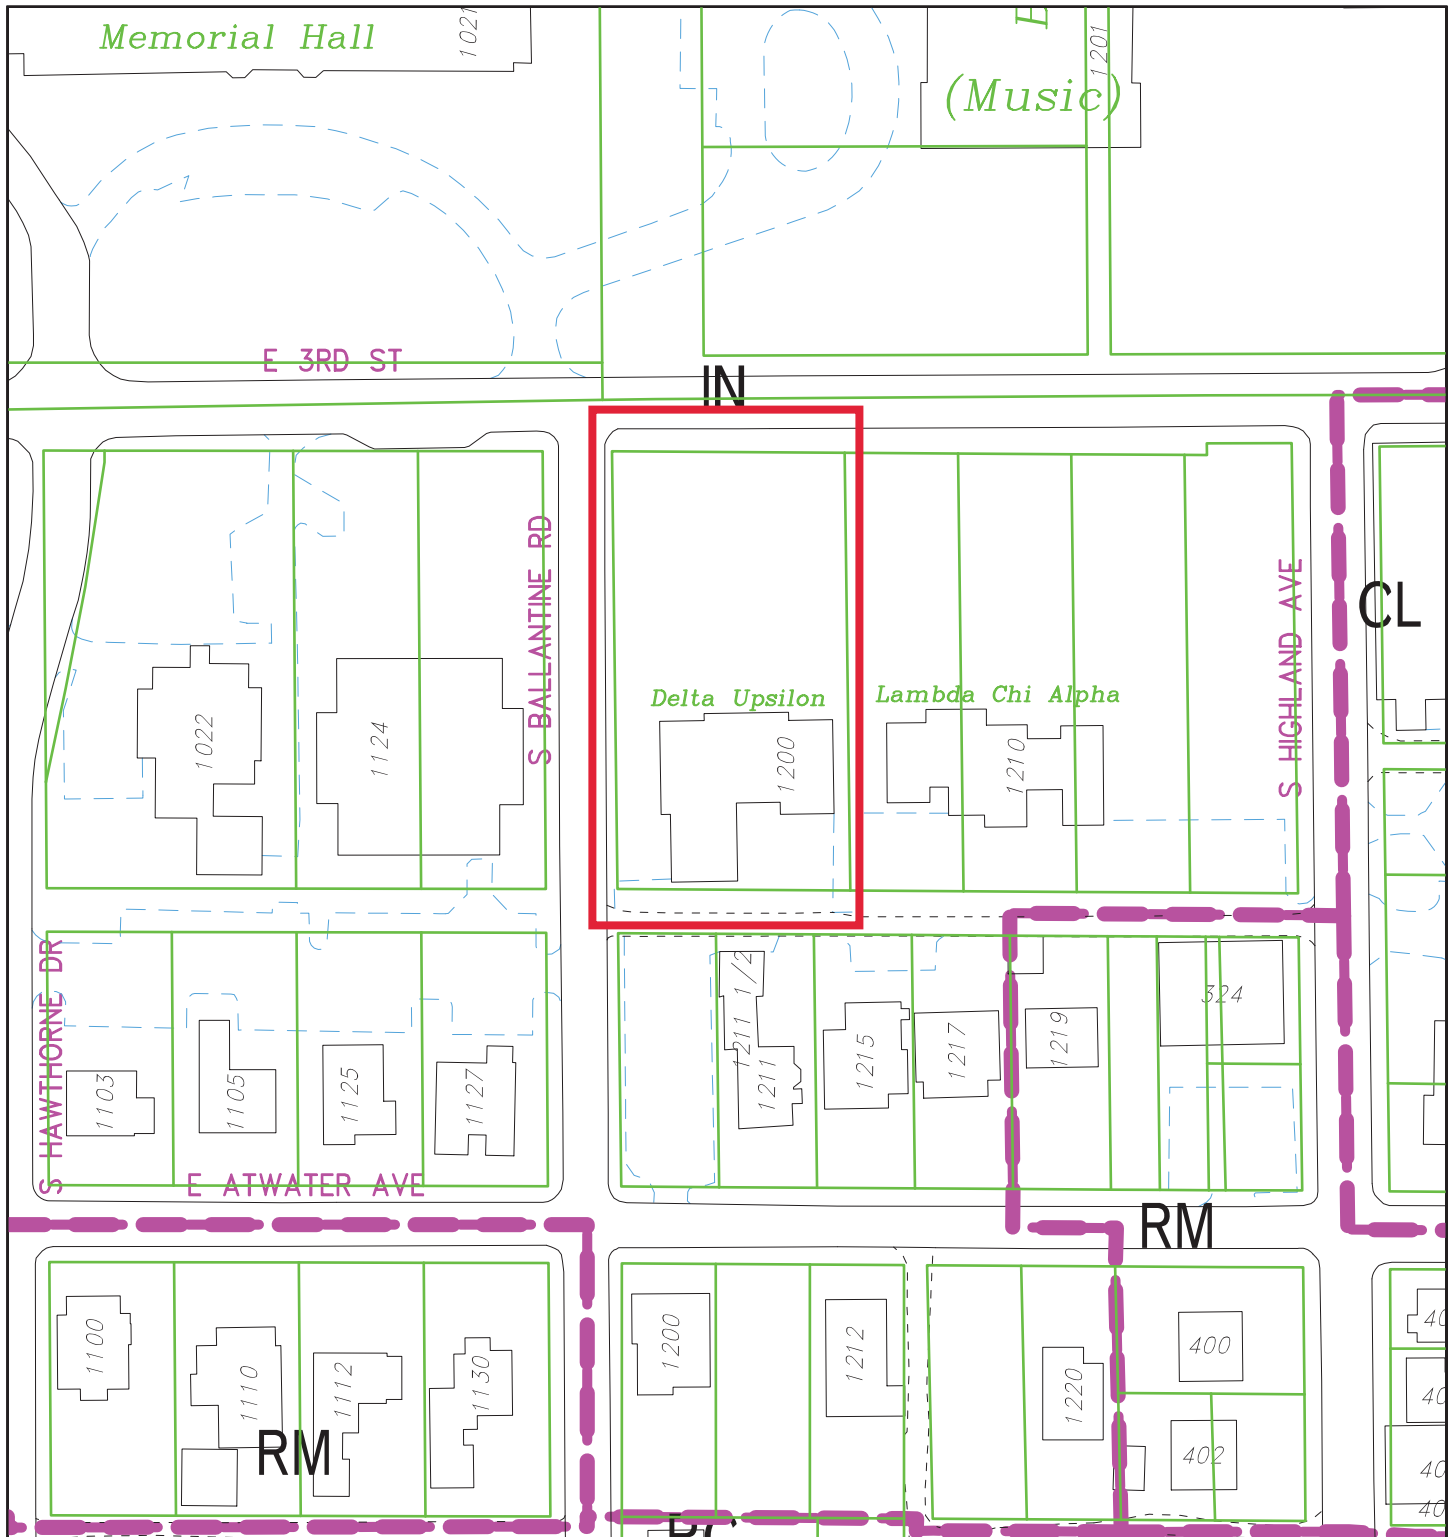 Memorial Hall
1021
1201
(Music)
E 3RD ST
IN
S BALLANTINE RD
S HIGHLAND AVE
CL
Delta Upsilon
Lambda Chi Alpha
1022
1124
1200
1210
S HAWTHORNE DR
1211 1/2
324
1103
1105
1125
1127
1211
1215
1217
1219
E ATWATER AVE
RM
1100
1110
1112
1130
1200
1212
1220
400
402
RM